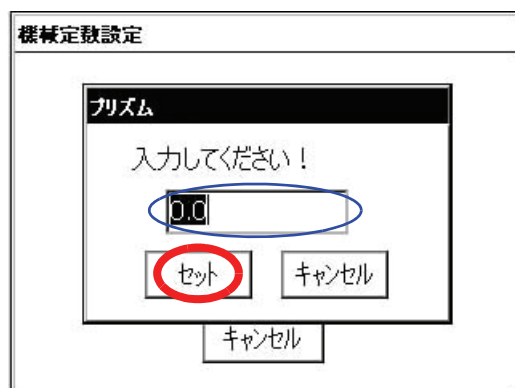 機械定数設定
プリズム
入力してください！
0.0
セット
キャンセル
キャンセル